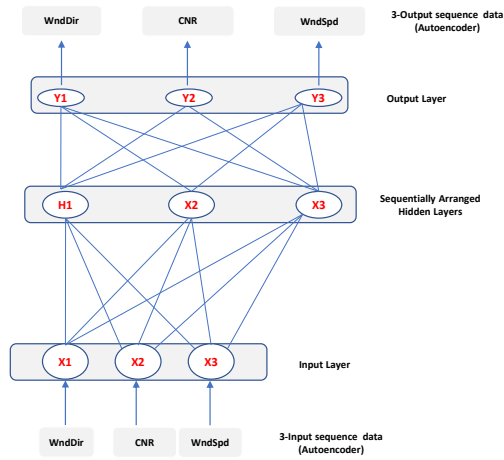 WndDir
CNR
WndSpd
3-Output sequence data
(Autoencoder)
Y1
Y2
Y3
Output Layer
H1
X2
X3
Sequentially Arranged
Hidden Layers
X1
X2
X3
Input Layer
WndDir
CNR
WndSpd
3-Input sequence data
(Autoencoder)